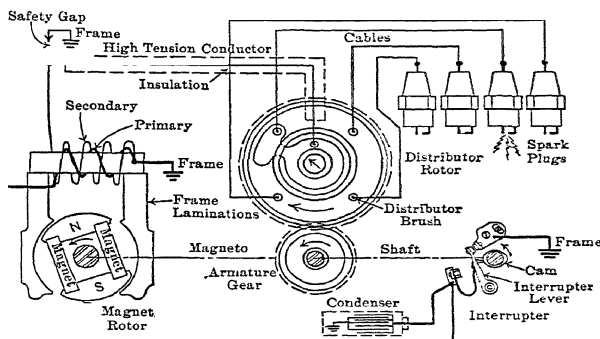 Safety Gap
Frame
High Tension Conductor
Cables
Insulation
Secondary
Primary
Frame
Distributor
Rotor
Spark
Plugs
Frame
Laminations
Distributor
Brush
N
Magnet
Magnet
S
Magneto
Shaft
Armature
Gear
Frame
Cam
Interrupter
Lever
Magnet
Rotor
Condenser
Interrupter